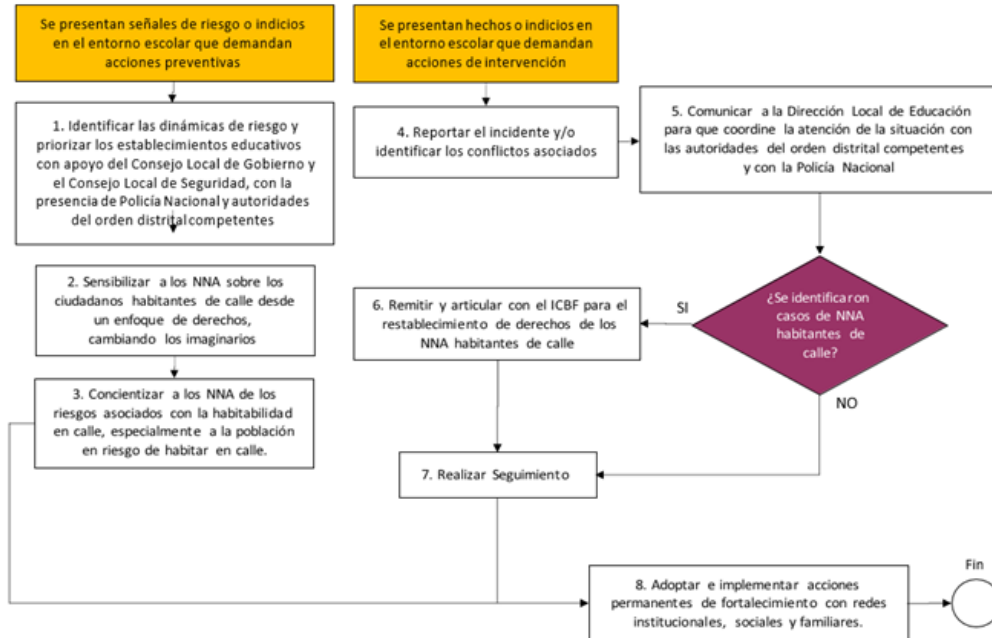 Se presentan señales de riesgo o indicios
en el entorno escolar que demandan
acciones preventivas
Se presentan hechos o indicios en
el entorno escolar que demandan
acciones de intervención
1. Identificar las dinámicas de riesgo y
priorizar los establecimientos educativos
con apoyo del Consejo Local de Gobierno y
el Consejo Local de Seguridad, con la
presencia de Policía Nacional y autoridades
del orden distrital competentes
4. Reportar el incidente y/o
identificar los conflictos asociados
5. Comunicar a la Dirección Local de Educación
para que coordine la atención de la situación con
las autoridades del orden distrital competentes
y con la Policía Nacional
2. Sensibilizar a los NNA sobre los
ciudadanos habitantes de calle desde
un enfoque de derechos,
cambiando los imaginarios
6. Remitir y articular con el ICBF para el
restablecimiento de derechos de los
NNA habitantes de calle
SI
¿Se identificaron
casos de NNA
habitantes de
calle?
NO
3. Concientizar a los NNA de los
riesgos asociados con la habitabilidad
en calle, especialmente a la población
en riesgo de habitar en calle.
7. Realizar Seguimiento
8. Adoptar e implementar acciones
permanentes de fortalecimiento con redes
institucionales, sociales y familiares.
Fin